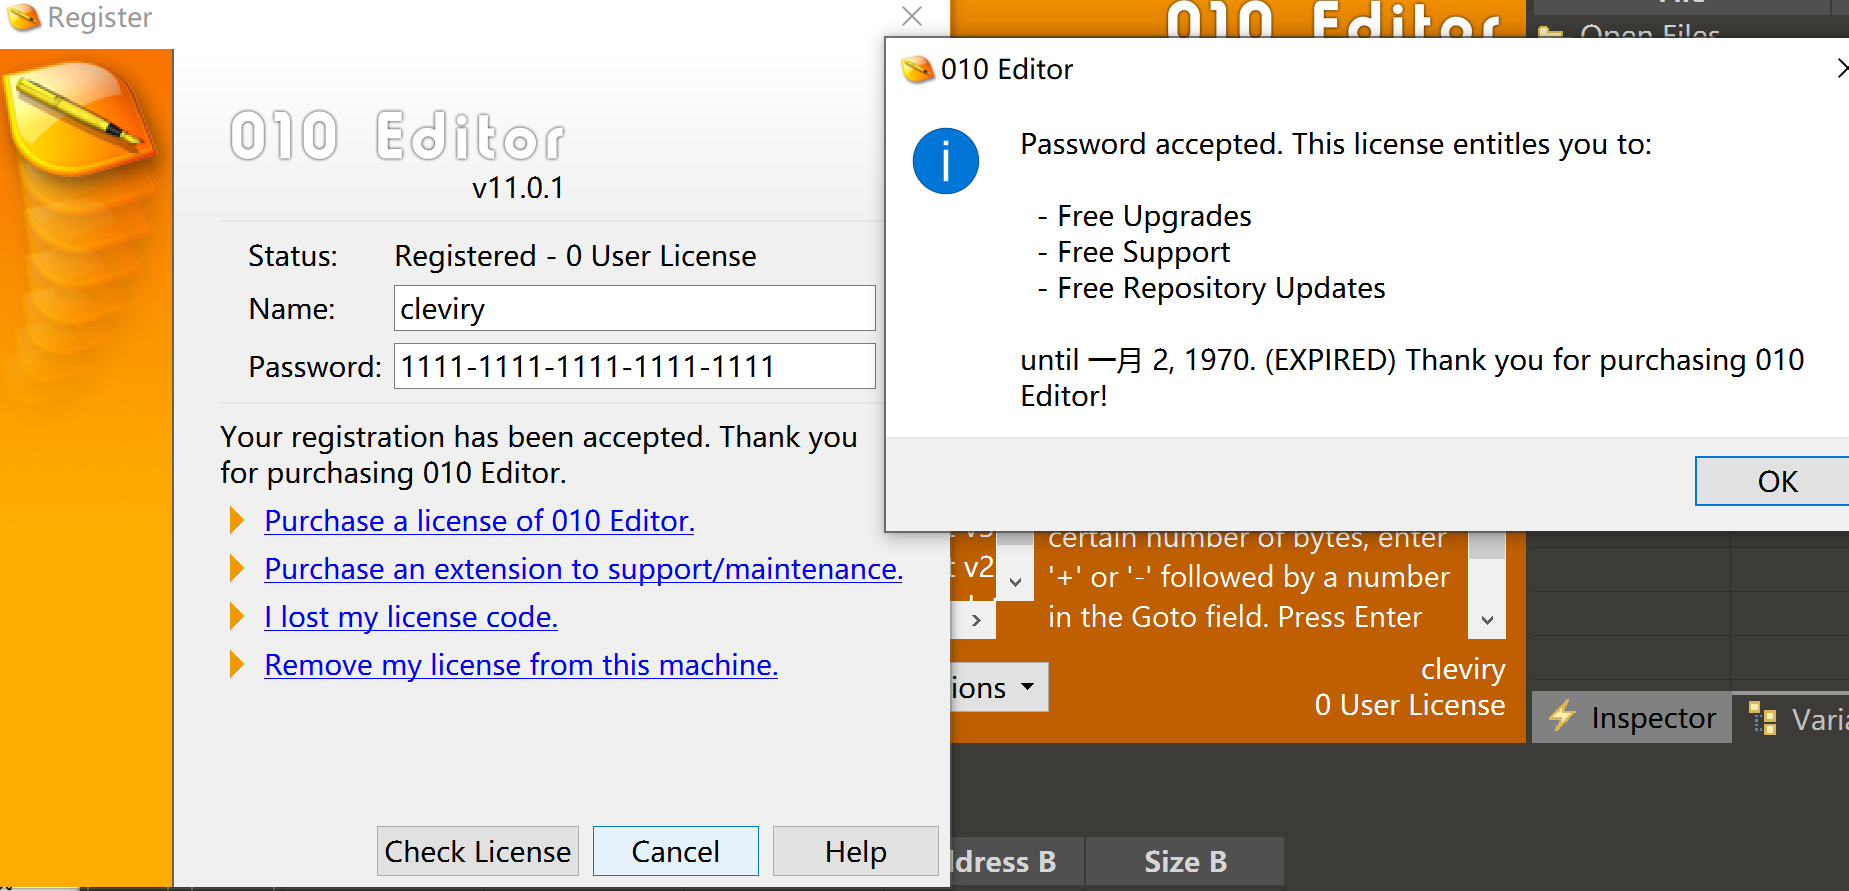 Register
010 Editor
v11.0.1
Status: Registered - 0 User License
Name: cleviry
Password: 1111-1111-1111-1111-1111
Your registration has been accepted. Thank you
for purchasing 010 Editor.
Purchase a license of 010 Editor.
Purchase an extension to support/maintenance.
I lost my license code.
Remove my license from this machine.
Check License
Cancel
Help
010 Editor
Open Files
010 Editor
Password accepted. This license entitles you to:
- Free Upgrades
- Free Support
- Free Repository Updates
until 一月 2, 1970. (EXPIRED) Thank you for purchasing 010
Editor!
OK
v2
certain number of bytes, enter
'+' or '-' followed by a number
in the Goto field. Press Enter
ions
cleviry
0 User License
Inspector
Varia
ddress B
Size B